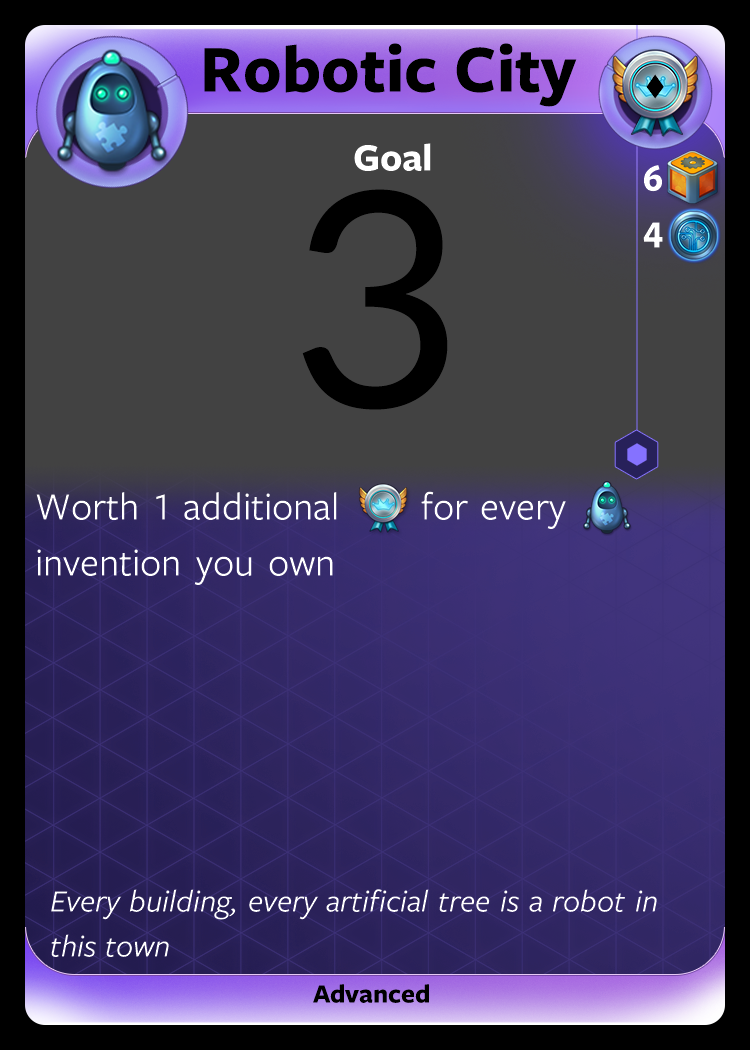 Robotic City
Goal
3
6
4
Worth 1 additional for every
invention you own
Every building, every artificial tree is a robot in
this town
Advanced